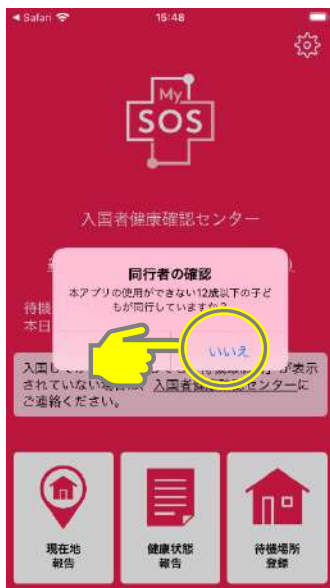 Safari
15:48
My
SOS
入国者健康確認センター
同行者の確認
本アプリの使用ができない12歳以下の子ど
もが同行していますか?
いいえ
待機
本日
入国し
が表示
されていない
入国者健康確認センターに
ご連絡ください。
現在地
報告
健康状態
報告
待機場所
登録